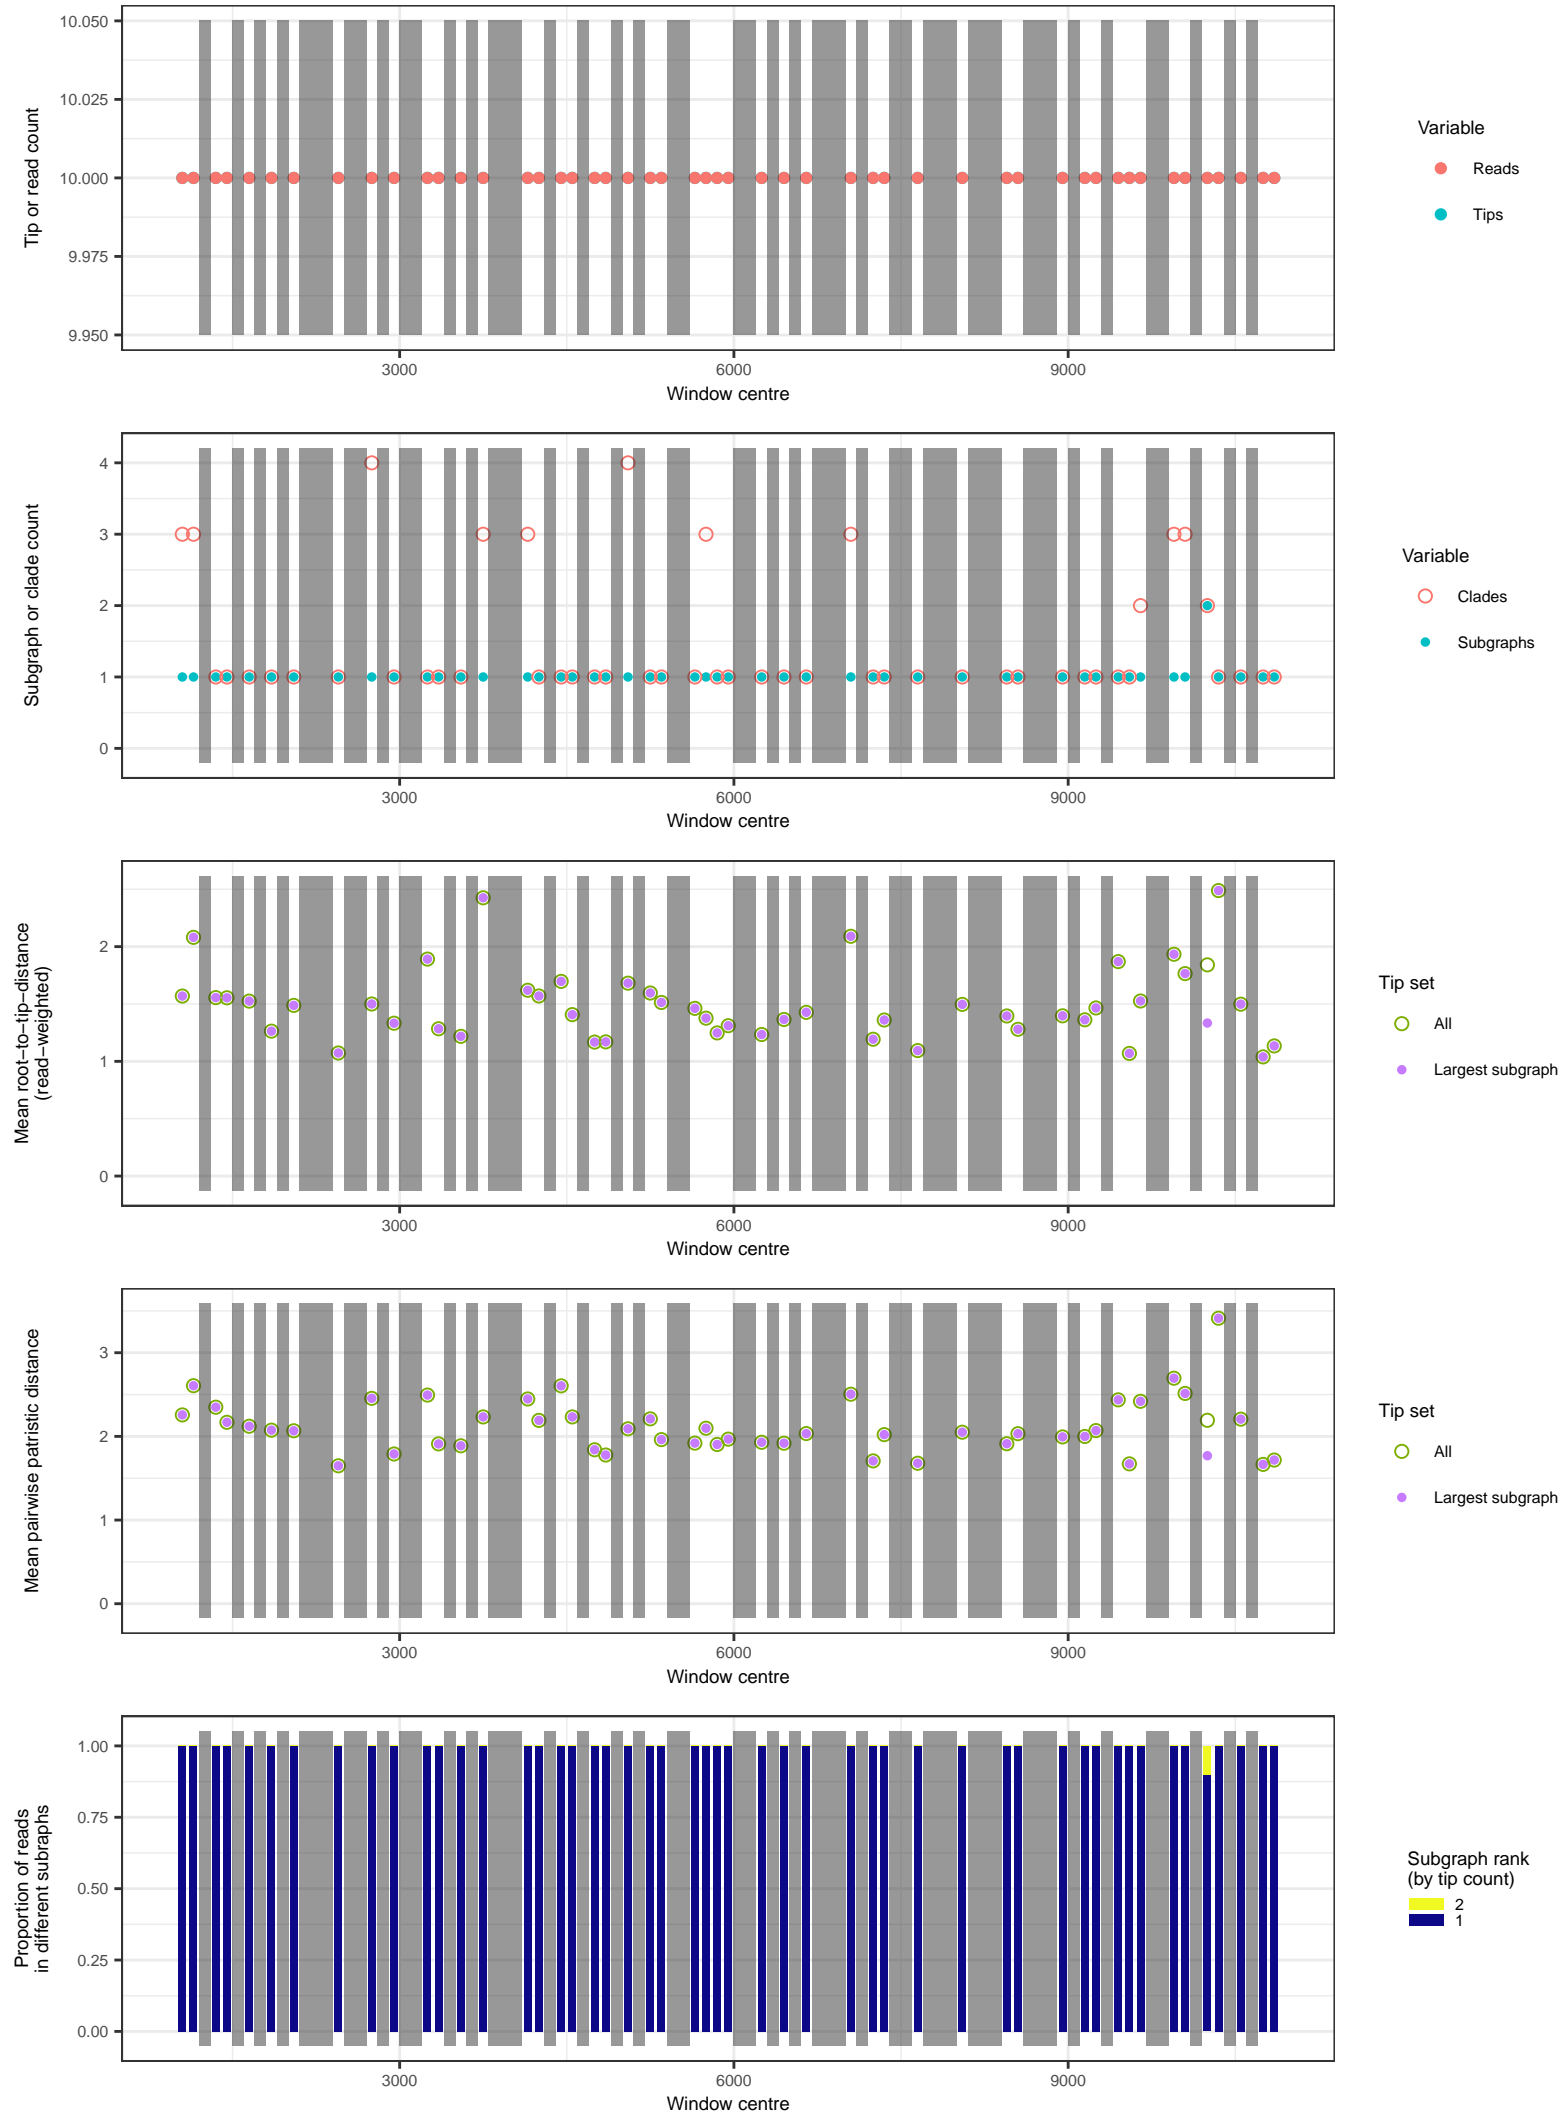 10.050
10.025
10.000
9.975
9.950
Tip or read count
3000
6000
9000
Window centre
Variable
Reads
Tips
4
3
2
1
0
Subgraph or clade count
3000
6000
9000
Window centre
Variable
Clades
Subgraphs
2
1
0
Mean root−to−tip−distance
(read−weighted)
3000
6000
9000
Window centre
Tip set
All
Largest subgraph
3
2
1
0
Mean pairwise patristic distance
3000
6000
9000
Window centre
Tip set
All
Largest subgraph
1.00
0.75
0.50
0.25
0.00
Proportion of reads
in different subraphs
3000
6000
9000
Window centre
Subgraph rank
(by tip count)
2
1